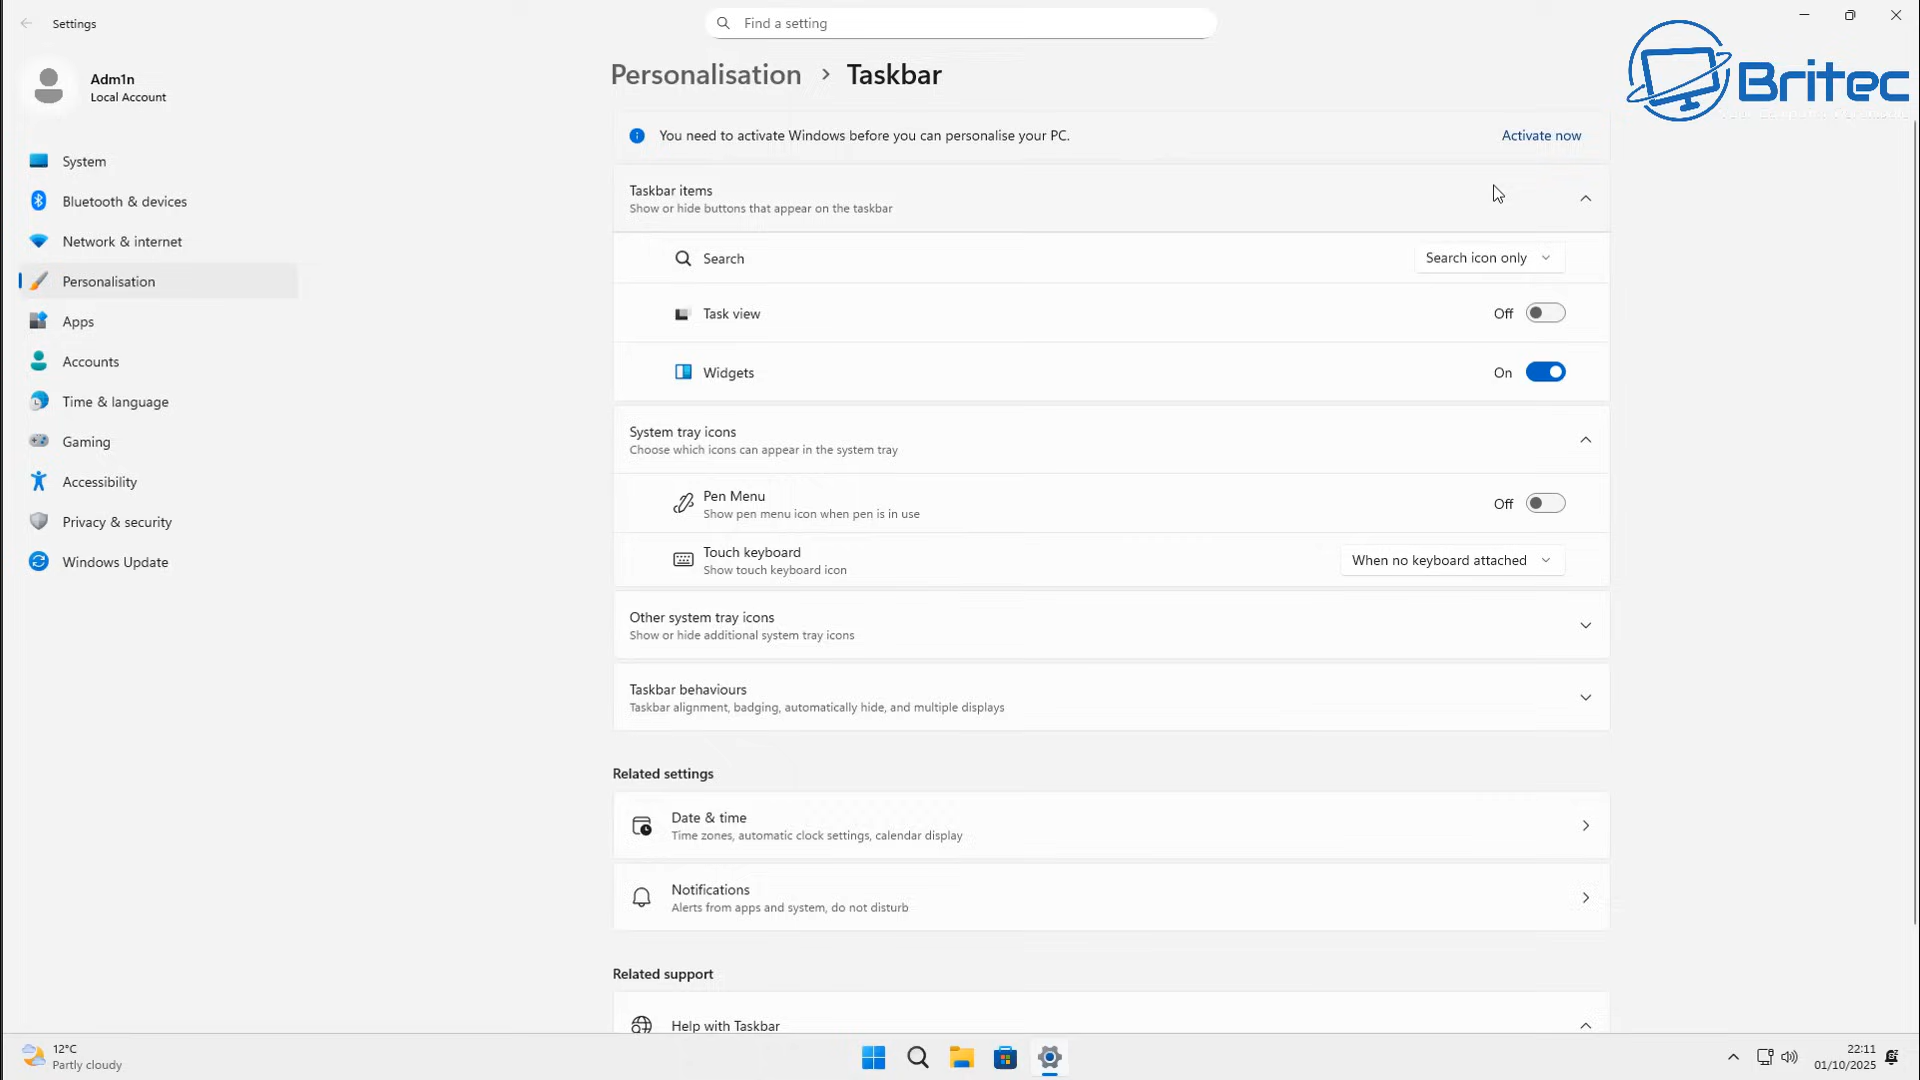 Settings
Find a setting
Britec
Adm1n
Local Account
Personalisation > Taskbar
You need to activate Windows before you can personalise your PC.
Activate now
System
Bluetooth & devices
Network & internet
Personalisation
Apps
Accounts
Time & language
Gaming
Accessibility
Privacy & security
Windows Update
Taskbar items
Show or hide buttons that appear on the taskbar
Search
Search icon only
Task view
Off
Widgets
On
System tray icons
Choose which icons can appear in the system tray
Pen Menu
Show pen menu icon when pen is in use
Off
Touch keyboard
Show touch keyboard icon
When no keyboard attached
Other system tray icons
Show or hide additional system tray icons
Taskbar behaviours
Taskbar alignment, badging, automatically hide, and multiple displays
Related settings
Date & time
Time zones, automatic clock settings, calendar display
Notifications
Alerts from apps and system, do not disturb
Related support
Help with Taskbar
12°C
Partly cloudy
22:11
01/10/2025